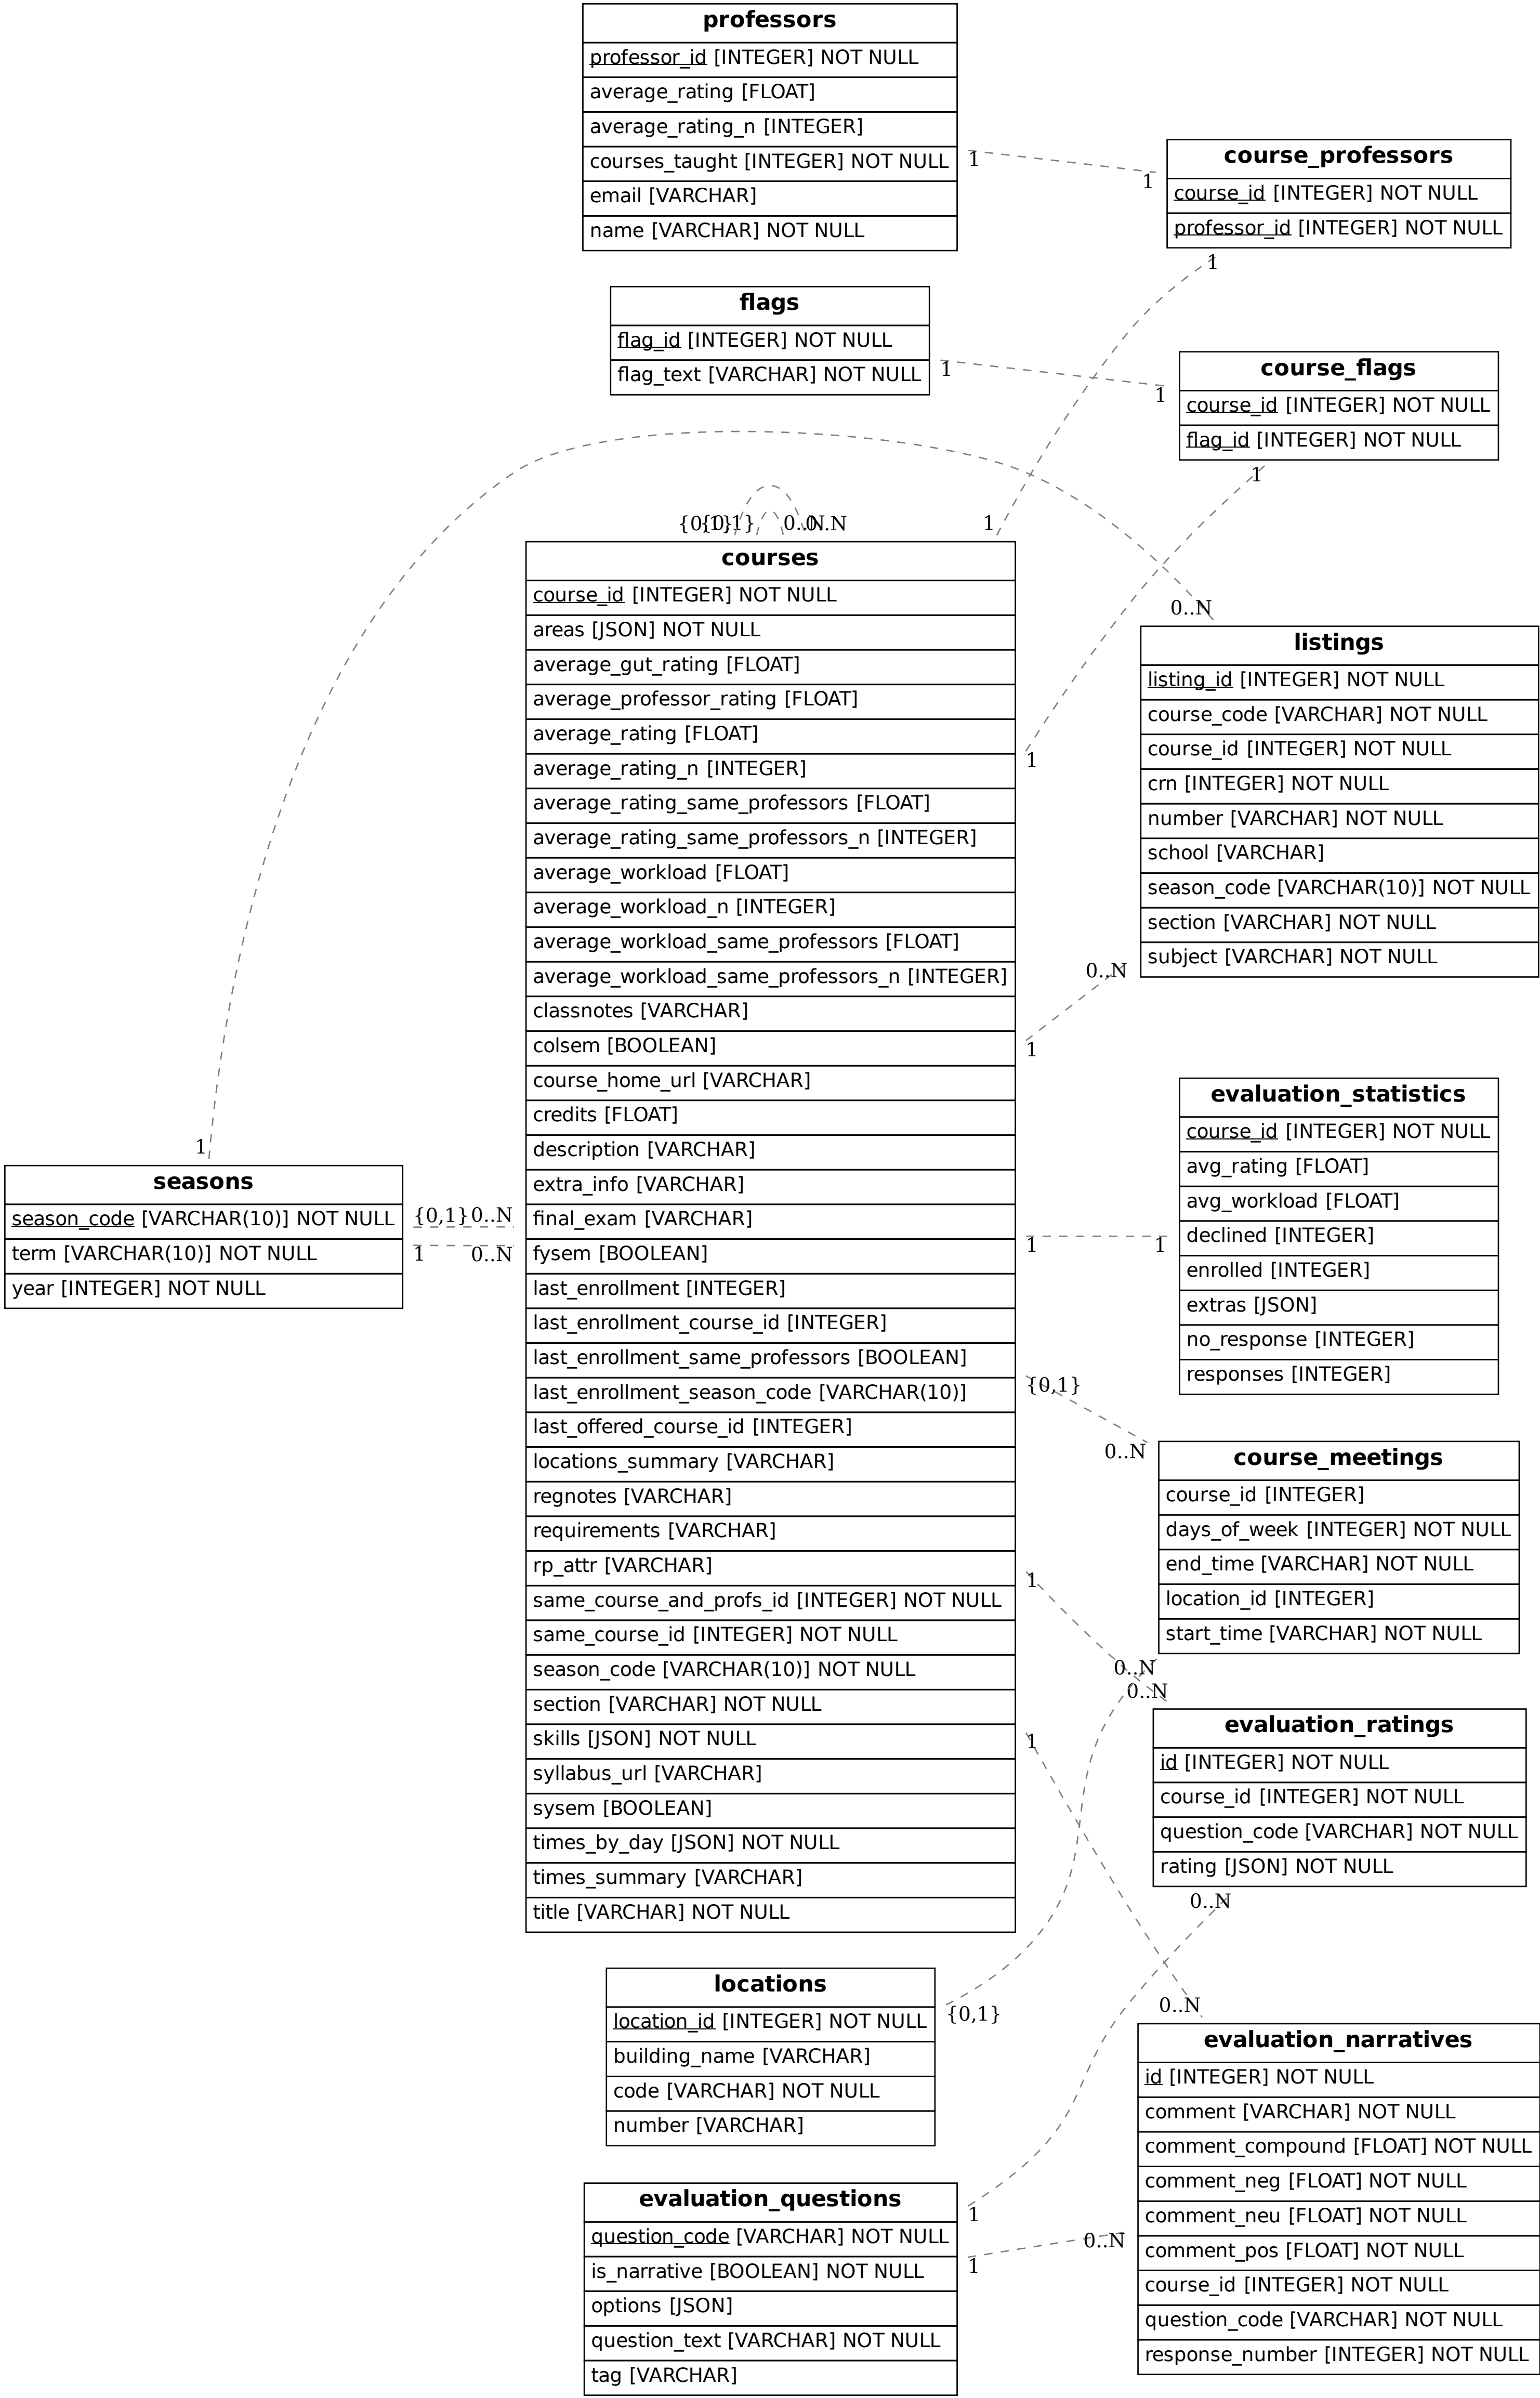 professors
professor_id [INTEGER] NOT NULL
average_rating [FLOAT]
average_rating_n [INTEGER]
courses_taught [INTEGER] NOT NULL
email [VARCHAR]
name [VARCHAR] NOT NULL
1
1
course_professors
course_id [INTEGER] NOT NULL
professor_id [INTEGER] NOT NULL
1
1
flags
flag_id [INTEGER] NOT NULL
flag_text [VARCHAR] NOT NULL
1
1
course_flags
course_id [INTEGER] NOT NULL
flag_id [INTEGER] NOT NULL
1
1
{0,1}
{0,1}
0..N
0..N
courses
course_id [INTEGER] NOT NULL
areas [JSON] NOT NULL
average_gut_rating [FLOAT]
average_professor_rating [FLOAT]
average_rating [FLOAT]
average_rating_n [INTEGER]
average_rating_same_professors [FLOAT]
average_rating_same_professors_n [INTEGER]
average_workload [FLOAT]
average_workload_n [INTEGER]
average_workload_same_professors [FLOAT]
average_workload_same_professors_n [INTEGER]
classnotes [VARCHAR]
colsem [BOOLEAN]
course_home_url [VARCHAR]
credits [FLOAT]
description [VARCHAR]
extra_info [VARCHAR]
final_exam [VARCHAR]
fysem [BOOLEAN]
last_enrollment [INTEGER]
last_enrollment_course_id [INTEGER]
last_enrollment_same_professors [BOOLEAN]
last_enrollment_season_code [VARCHAR(10)]
last_offered_course_id [INTEGER]
locations_summary [VARCHAR]
regnotes [VARCHAR]
requirements [VARCHAR]
rp_attr [VARCHAR]
same_course_and_profs_id [INTEGER] NOT NULL
same_course_id [INTEGER] NOT NULL
season_code [VARCHAR(10)] NOT NULL
section [VARCHAR] NOT NULL
skills [JSON] NOT NULL
syllabus_url [VARCHAR]
sysem [BOOLEAN]
times_by_day [JSON] NOT NULL
times_summary [VARCHAR]
title [VARCHAR] NOT NULL
0..N
listings
listing_id [INTEGER] NOT NULL
course_code [VARCHAR] NOT NULL
course_id [INTEGER] NOT NULL
crn [INTEGER] NOT NULL
number [VARCHAR] NOT NULL
school [VARCHAR]
season_code [VARCHAR(10)] NOT NULL
section [VARCHAR] NOT NULL
subject [VARCHAR] NOT NULL
0..N
1
1
seasons
season_code [VARCHAR(10)] NOT NULL
term [VARCHAR(10)] NOT NULL
year [INTEGER] NOT NULL
{0,1}
0..N
1
0..N
evaluation_statistics
course_id [INTEGER] NOT NULL
avg_rating [FLOAT]
avg_workload [FLOAT]
declined [INTEGER]
enrolled [INTEGER]
extras [JSON]
no_response [INTEGER]
responses [INTEGER]
1
1
{0,1}
0..N
course_meetings
course_id [INTEGER]
days_of_week [INTEGER] NOT NULL
end_time [VARCHAR] NOT NULL
location_id [INTEGER]
start_time [VARCHAR] NOT NULL
1
0..N
0..N
evaluation_ratings
id [INTEGER] NOT NULL
course_id [INTEGER] NOT NULL
question_code [VARCHAR] NOT NULL
rating [JSON] NOT NULL
1
0..N
locations
location_id [INTEGER] NOT NULL
building_name [VARCHAR]
code [VARCHAR] NOT NULL
number [VARCHAR]
{0,1}
0..N
evaluation_narratives
id [INTEGER] NOT NULL
comment [VARCHAR] NOT NULL
comment_compound [FLOAT] NOT NULL
comment_neg [FLOAT] NOT NULL
comment_neu [FLOAT] NOT NULL
comment_pos [FLOAT] NOT NULL
course_id [INTEGER] NOT NULL
question_code [VARCHAR] NOT NULL
response_number [INTEGER] NOT NULL
evaluation_questions
question_code [VARCHAR] NOT NULL
is_narrative [BOOLEAN] NOT NULL
options [JSON]
question_text [VARCHAR] NOT NULL
tag [VARCHAR]
1
1
0..N